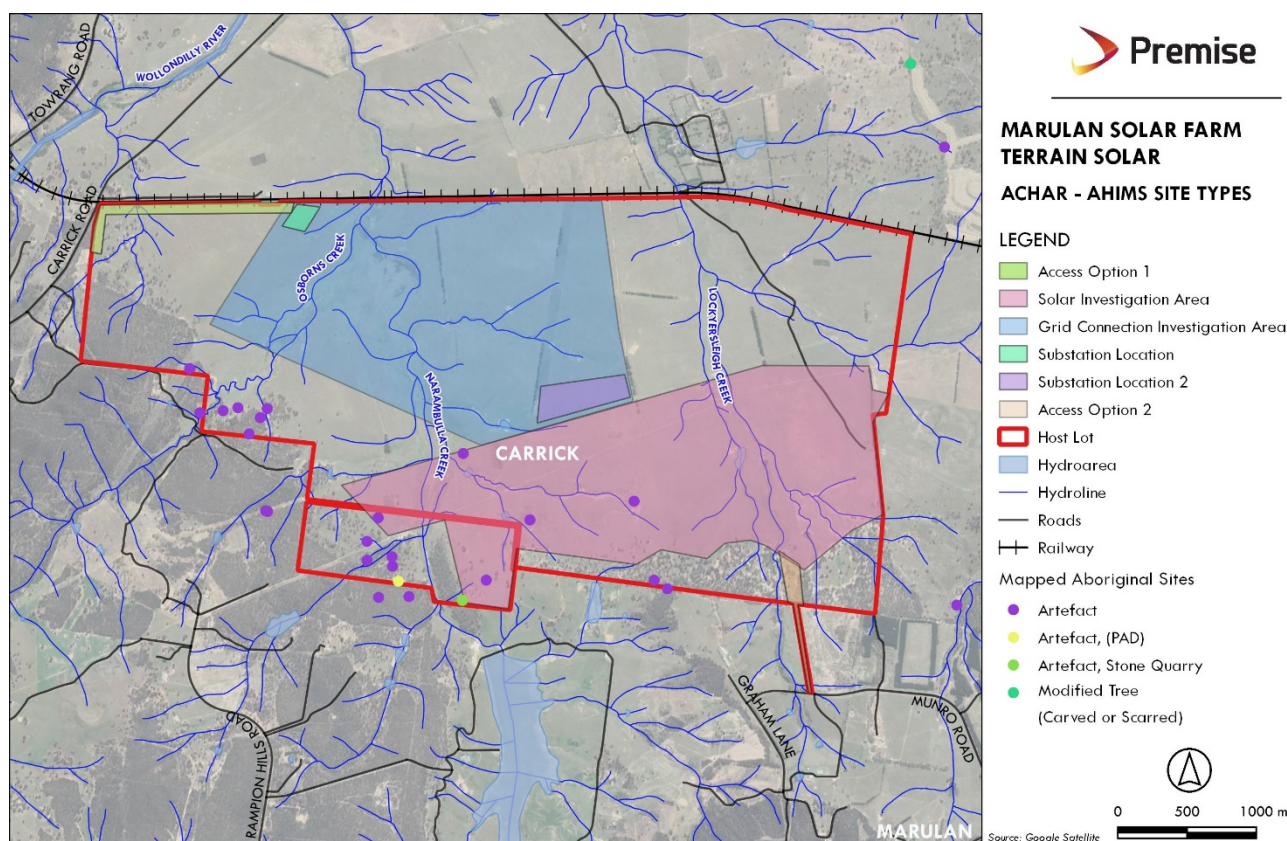 TOWRANG ROAD
WOLLONDILLY RIVER
CARRICK ROAD
OSBORNS CREEK
NARAMBULLA CREEK
LOCKYERSLEIGH CREEK
CARRICK
RAMPION HILLS ROAD
GRAHAM LANE
MUNRO ROAD
MARULAN
Premise
MARULAN SOLAR FARM
TERRAIN SOLAR
ACHAR - AHIMS SITE TYPES
LEGEND
Access Option 1
Solar Investigation Area
Grid Connection Investigation Area
Substation Location
Substation Location 2
Access Option 2
Host Lot
Hydroarea
Hydroline
Roads
Railway
Mapped Aboriginal Sites
Artefact
Artefact, (PAD)
Artefact, Stone Quarry
Modified Tree
(Carved or Scarred)
0 500 1000 m
Source: Google Satellite